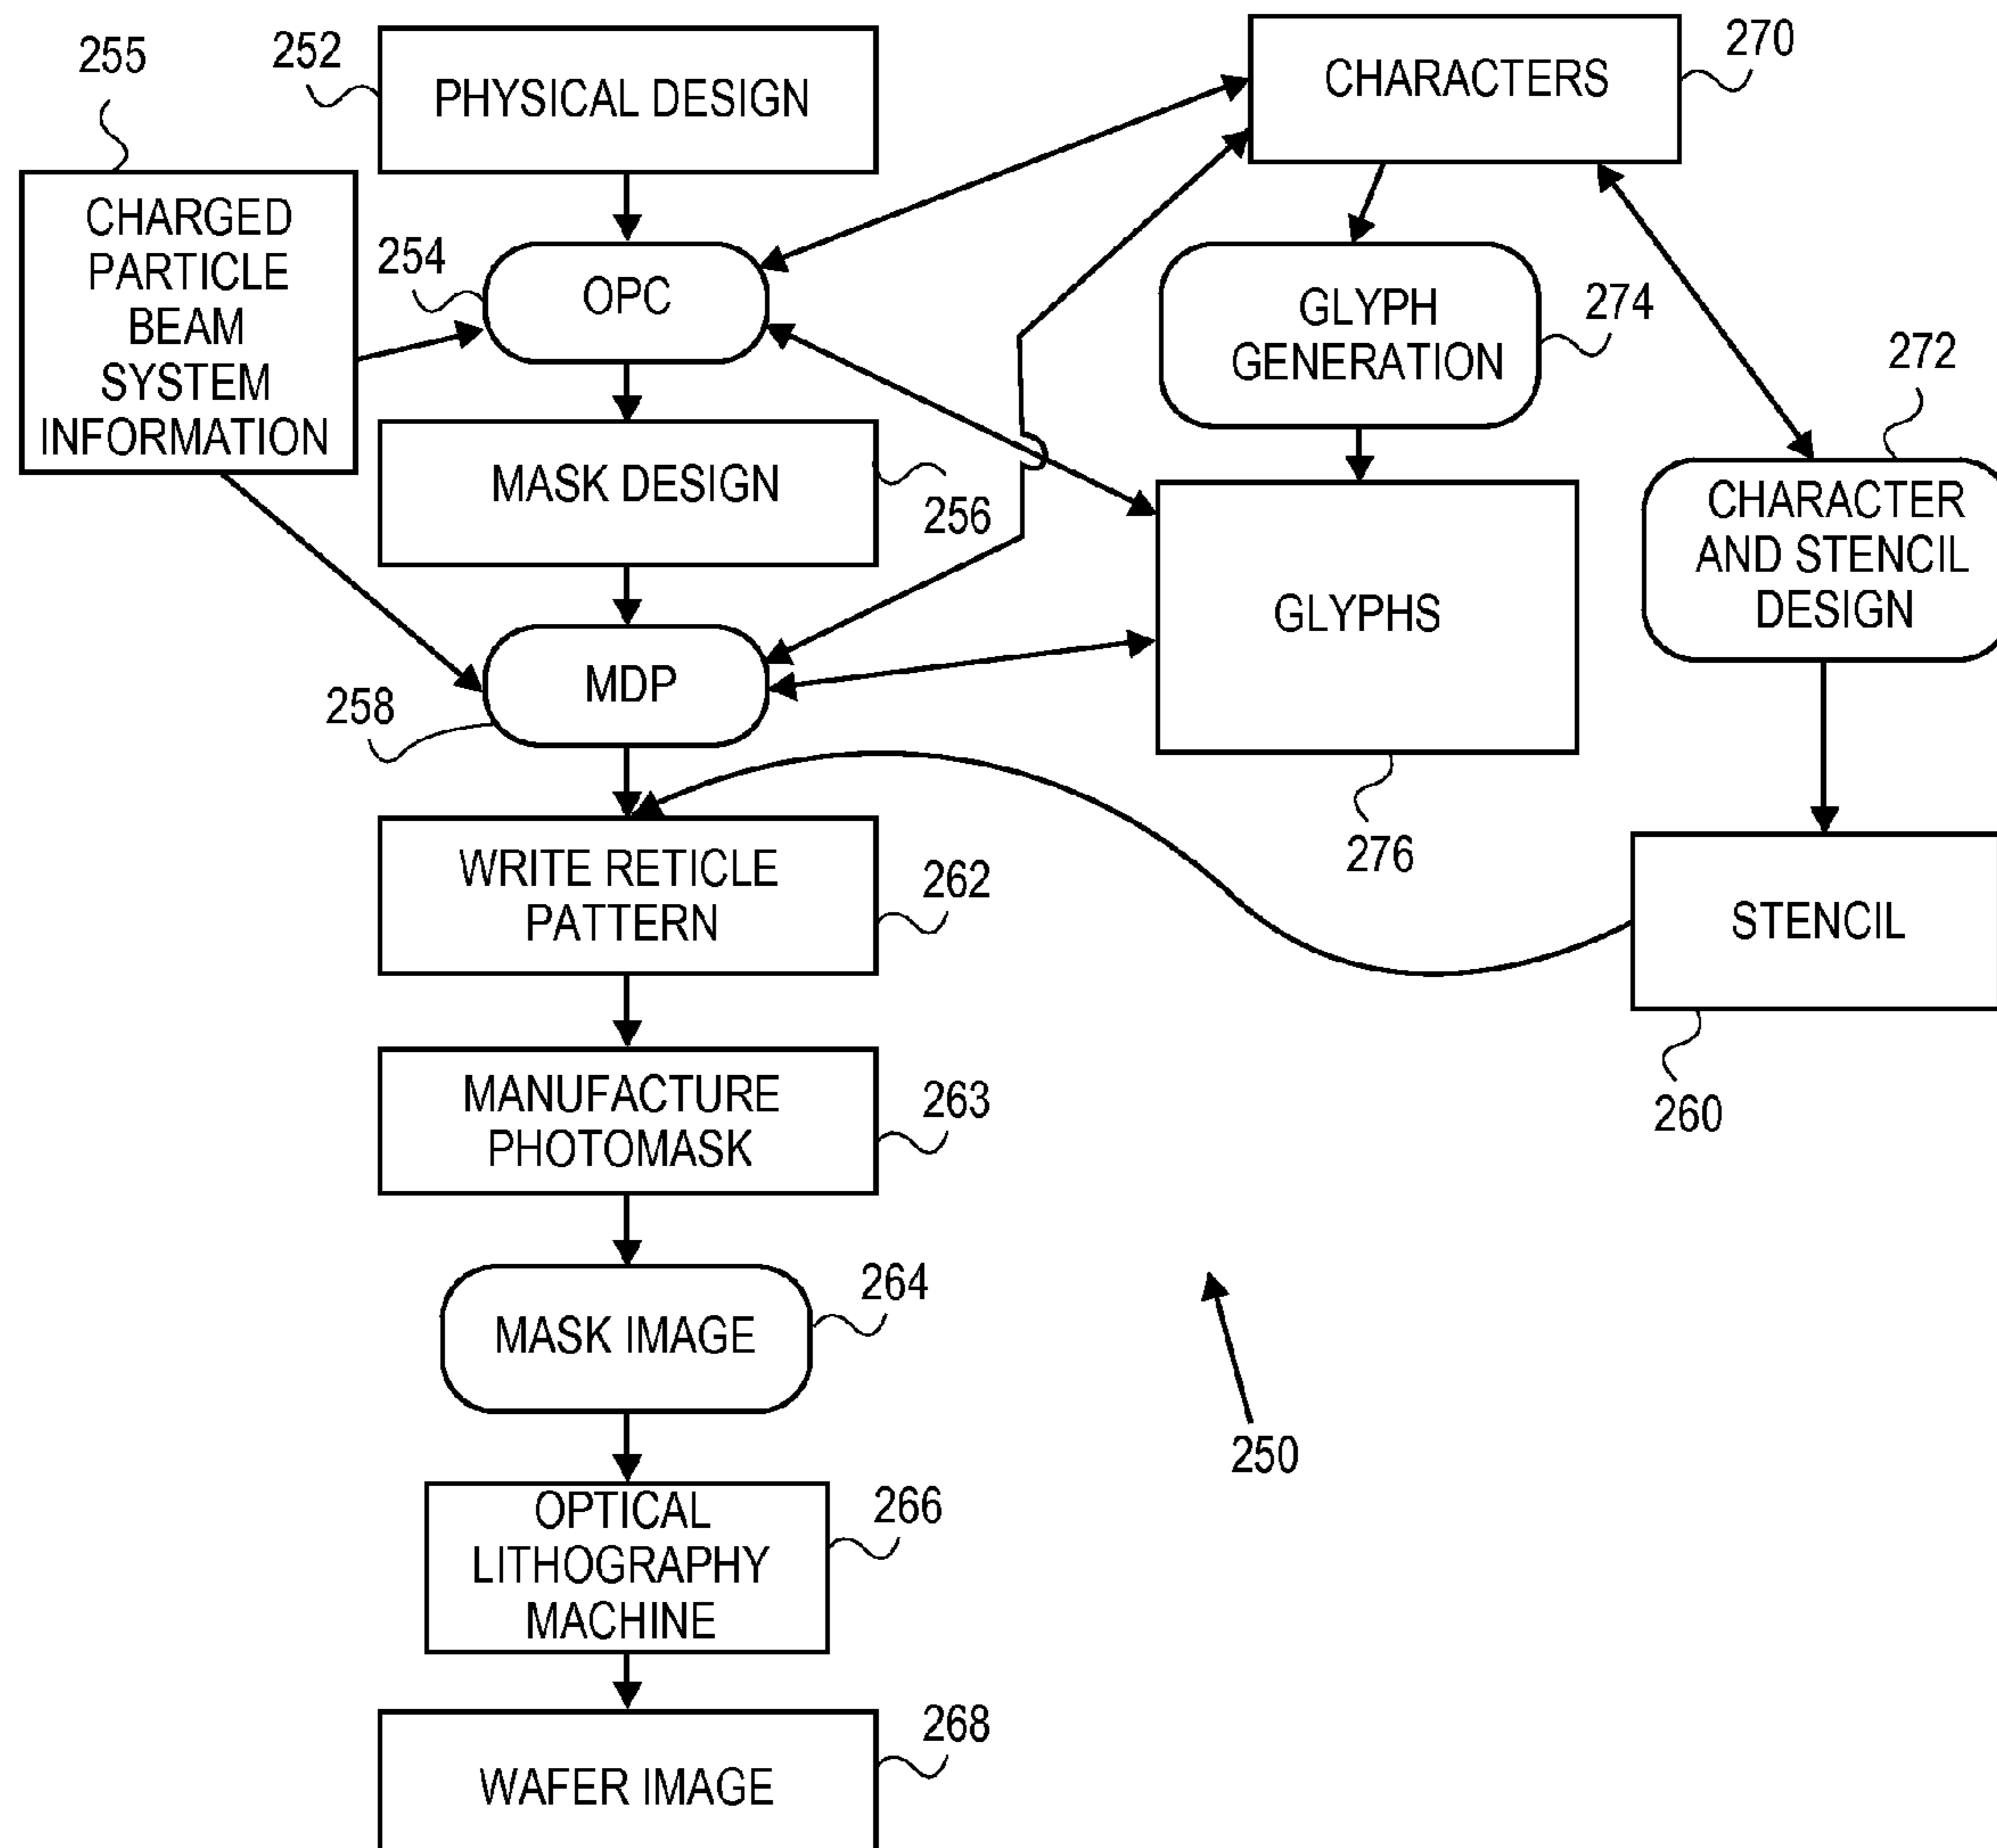 252
PHYSICAL DESIGN
255
CHARGED
PARTICLE
BEAM
SYSTEM
INFORMATION
254
OPC
MASK DESIGN
256
258
MDP
WRITE RETICLE
PATTERN
262
MANUFACTURE
PHOTOMASK
263
MASK IMAGE
264
OPTICAL
LITHOGRAPHY
MACHINE
266
WAFER IMAGE
268
CHARACTERS
270
GLYPH
GENERATION
274
GLYPHS
276
272
CHARACTER
AND STENCIL
DESIGN
STENCIL
260
250